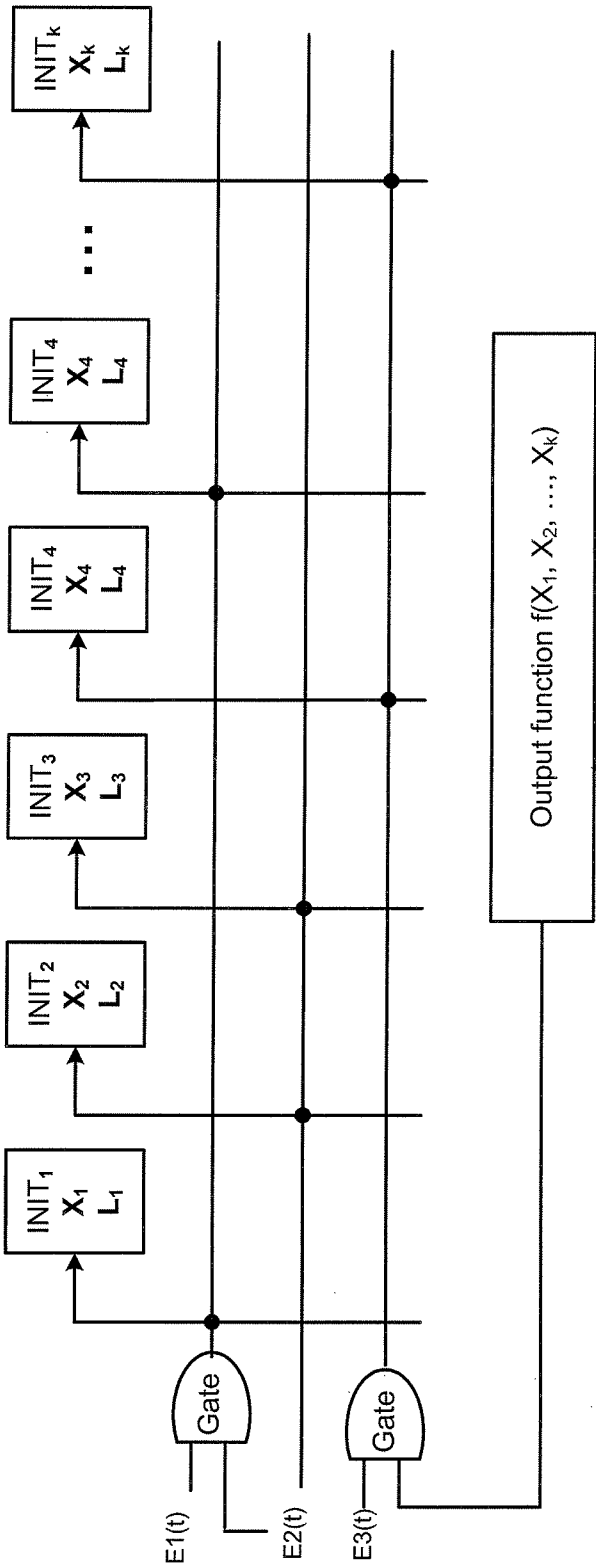 INIT₁
X₁
L₁
INIT₂
X₂
L₂
INIT₃
X₃
L₃
INIT₄
X₄
L₄
INIT₄
X₄
L₄
...
INITₖ
Xₖ
Lₖ
E1(t)
Gate
E2(t)
E3(t)
Gate
Output function f(X₁, X₂, ..., Xₖ)